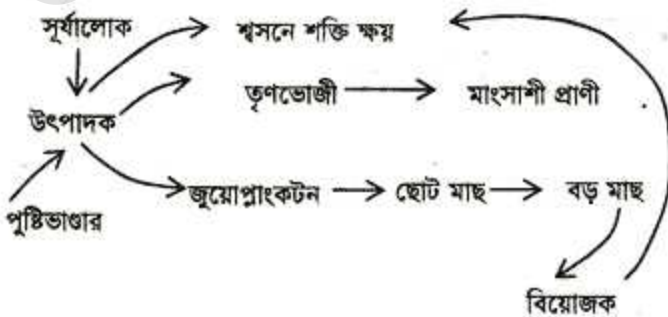 সূর্যালোক
শ্বসনে শক্তি ক্ষয়
তৃণভোজী
মাংসাশী প্রাণী
উৎপাদক
জুয়োপ্লাংকটন
ছোট মাছ
বড় মাছ
পুষ্টিভাণ্ডার
বিয়োজক